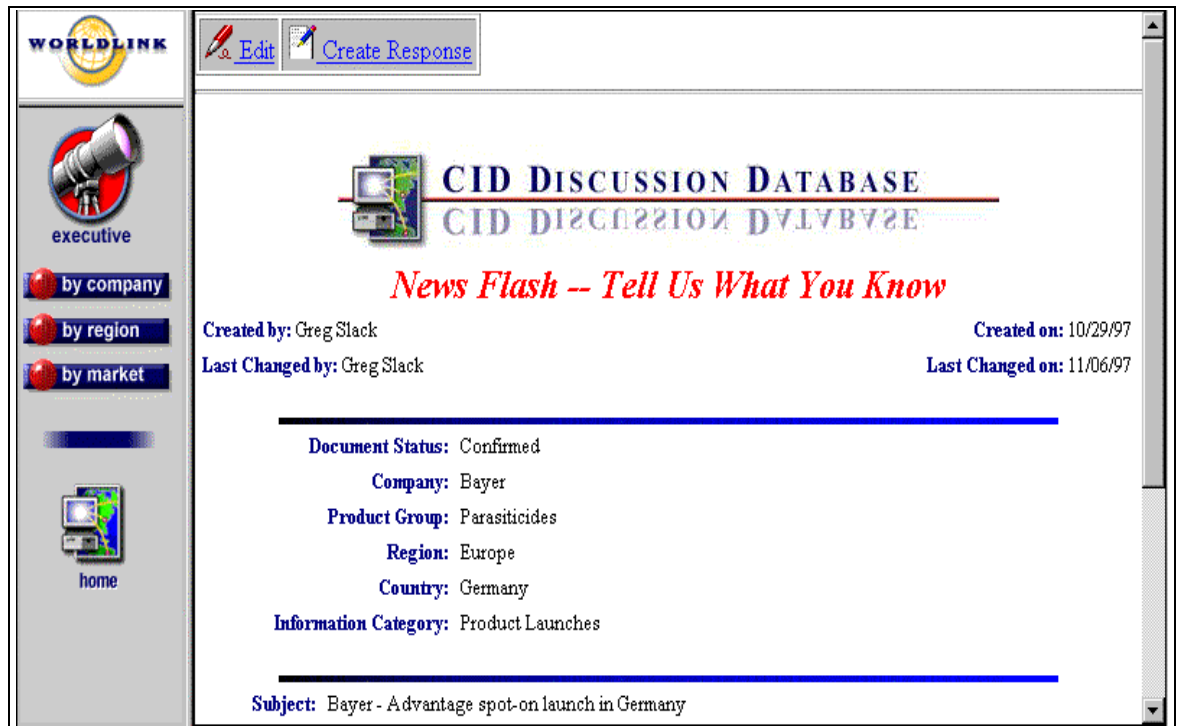 WORLDLINK
Edit Create Response
executive
by company
by region
by market
home
CID DISCUSSION DATABASE
CID DISCUSSION DATABASE
News Flash -- Tell Us What You Know
Created by: Greg Slack Created on: 10/29/97
Last Changed by: Greg Slack Last Changed on: 11/06/97
Document Status: Confirmed
Company: Bayer
Product Group: Parasiticides
Region: Europe
Country: Germany
Information Category: Product Launches
Subject: Bayer - Advantage spot-on launch in Germany